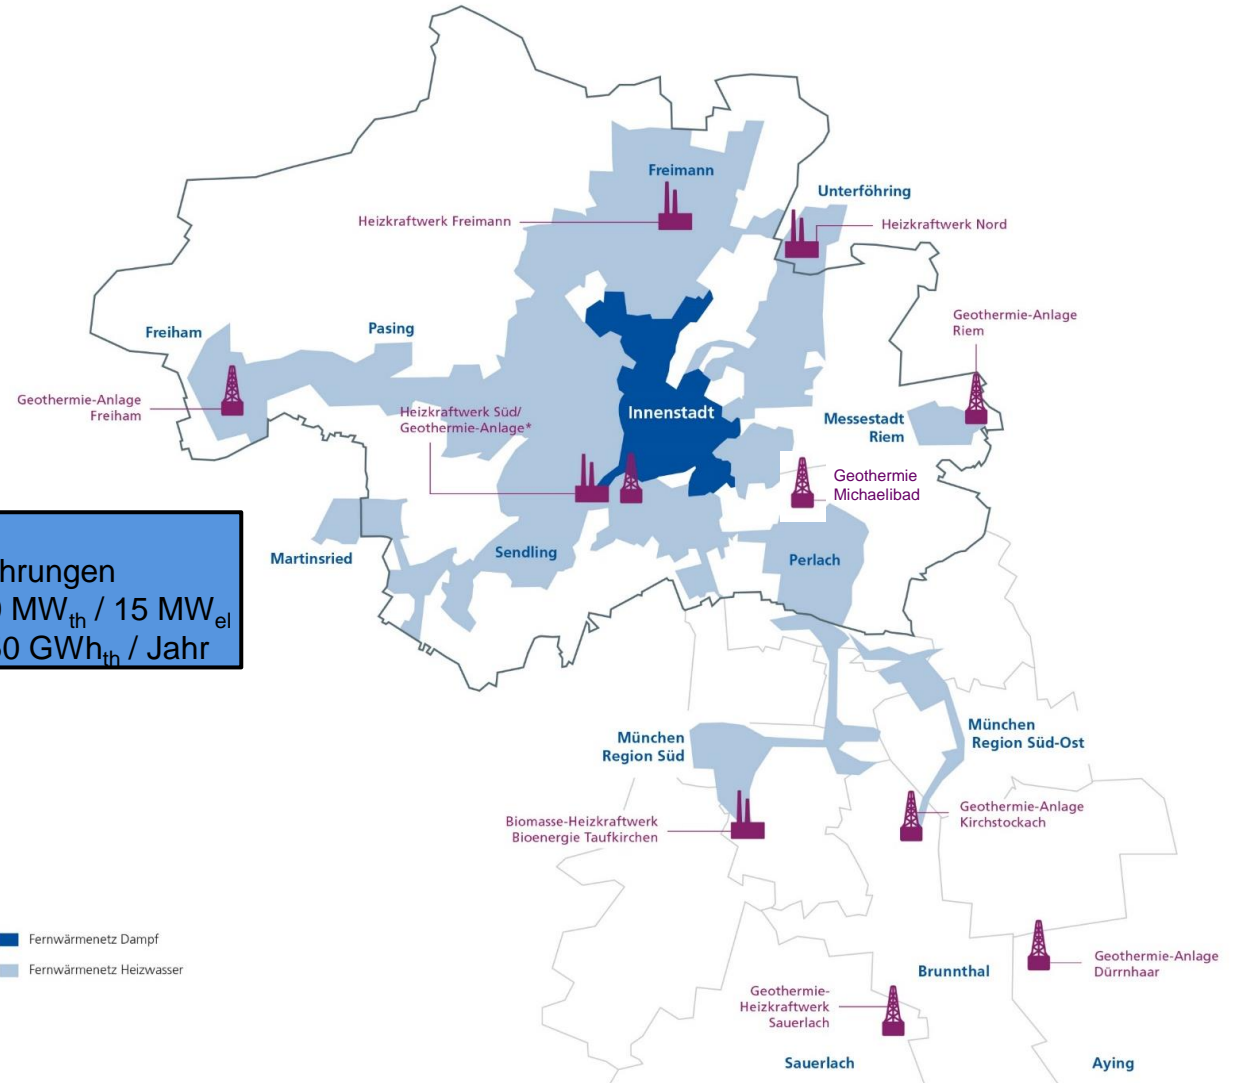 Freimann
Unterföhring
Heizkraftwerk Freimann
Heizkraftwerk Nord
Geothermie-Anlage
Riem
Freiham
Pasing
Geothermie-Anlage
Freiham
Heizkraftwerk Süd/
Geothermie-Anlage*
Innenstadt
Messestadt
Riem
Geothermie
Michaelibad
Martinsried
Sendling
Perlach
MWth / 15 MWel
GWhth / Jahr
München
Region Süd
München
Region Süd-Ost
Biomasse-Heizkraftwerk
Bioenergie Taufkirchen
Geothermie-Anlage
Kirchstockach
Fernwärmenetz Dampf
Fernwärmenetz Heizwasser
Brunnthal
Geothermie-Anlage
Dürrnhaar
Geothermie-
Heizkraftwerk
Sauerlach
Sauerlach
Aying